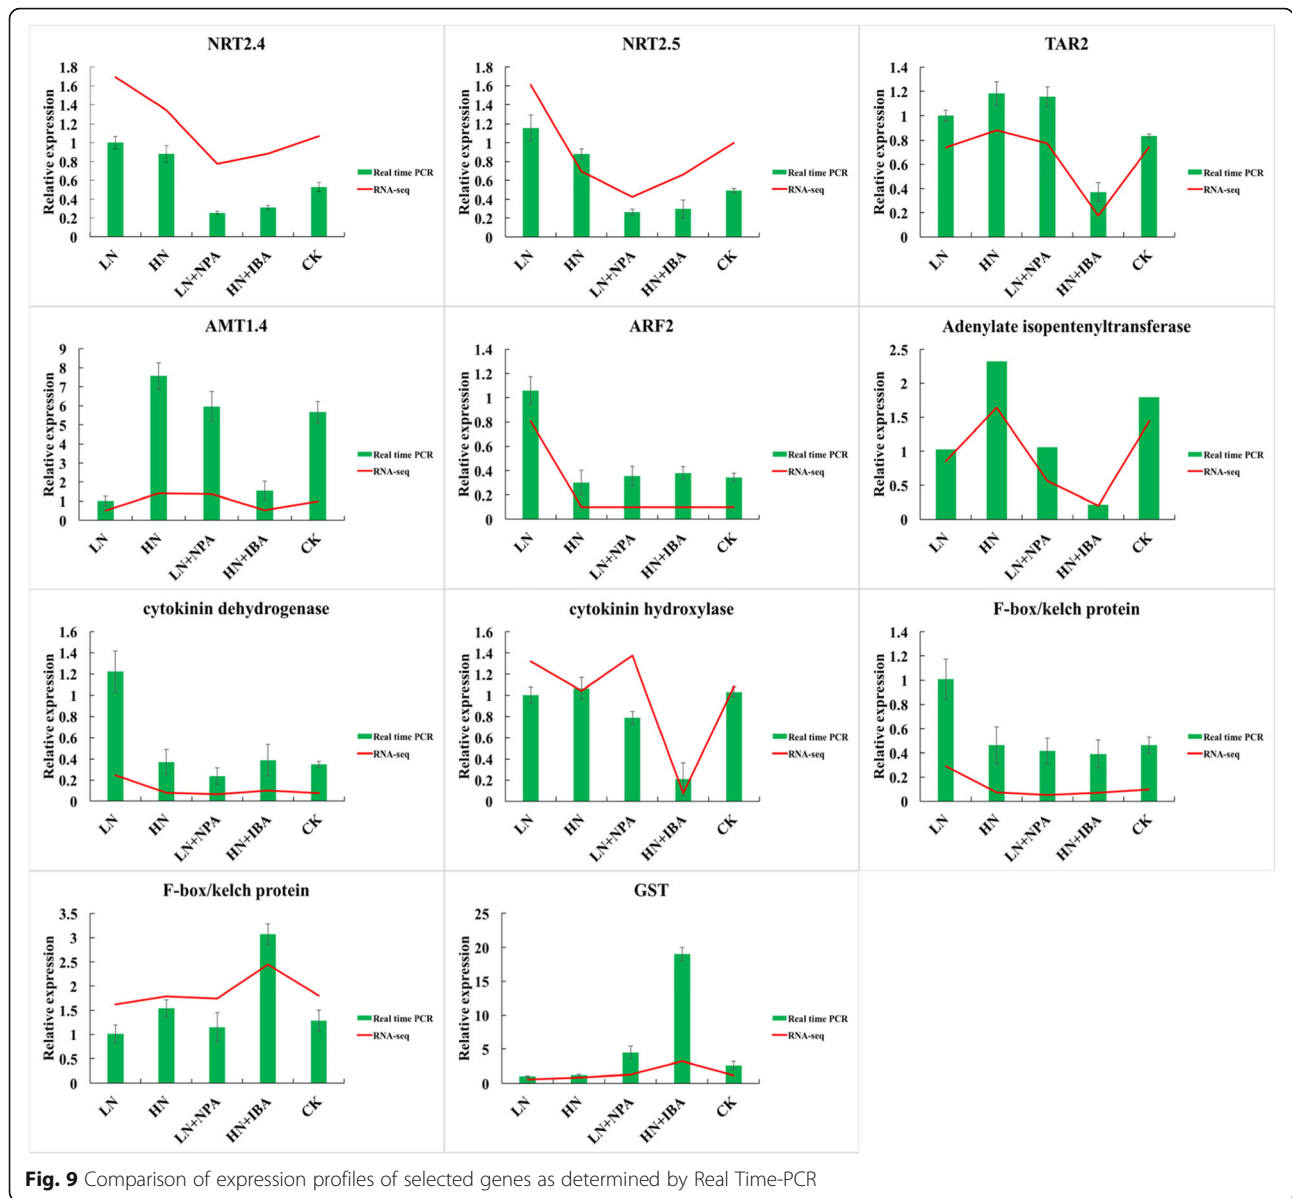 NRT2.4
Relative expression
1.8
1.6
1.4
1.2
1
0.8
0.6
0.4
0.2
0
LN
HN
LN+NPA
HN+IBA
CK
Real time PCR
RNA-seq
NRT2.5
Relative expression
1.8
1.6
1.4
1.2
1
0.8
0.6
0.4
0.2
0
LN
HN
LN+NPA
HN+IBA
CK
Real time PCR
RNA-seq
TAR2
Relative expression
1.4
1.2
1
0.8
0.6
0.4
0.2
0
LN
HN
LN+NPA
HN+IBA
CK
Real time PCR
RNA-seq
AMT1.4
Relative expression
9
8
7
6
5
4
3
2
1
0
LN
HN
LN+NPA
HN+IBA
CK
Real time PCR
RNA-seq
ARF2
Relative expression
1.4
1.2
1
0.8
0.6
0.4
0.2
0
LN
HN
LN+NPA
HN+IBA
CK
Real time PCR
RNA-seq
Adenylate isopentenyltransferase
Relative expression
2.5
2
1.5
1
0.5
0
LN
HN
LN+NPA
HN+IBA
CK
Real time PCR
RNA-seq
cytokinin dehydrogenase
Relative expression
1.6
1.4
1.2
1
0.8
0.6
0.4
0.2
0
LN
HN
LN+NPA
HN+IBA
CK
Real time PCR
RNA-seq
cytokinin hydroxylase
Relative expression
1.6
1.4
1.2
1
0.8
0.6
0.4
0.2
0
LN
HN
LN+NPA
HN+IBA
CK
Real time PCR
RNA-seq
F-box/kelch protein
Relative expression
1.4
1.2
1
0.8
0.6
0.4
0.2
0
LN
HN
LN+NPA
HN+IBA
CK
Real time PCR
RNA-seq
F-box/kelch protein
Relative expression
3.5
3
2.5
2
1.5
1
0.5
0
LN
HN
LN+NPA
HN+IBA
CK
Real time PCR
RNA-seq
GST
Relative expression
25
20
15
10
5
0
LN
HN
LN+NPA
HN+IBA
CK
Real time PCR
RNA-seq
Fig. 9 Comparison of expression profiles of selected genes as determined by Real Time-PCR